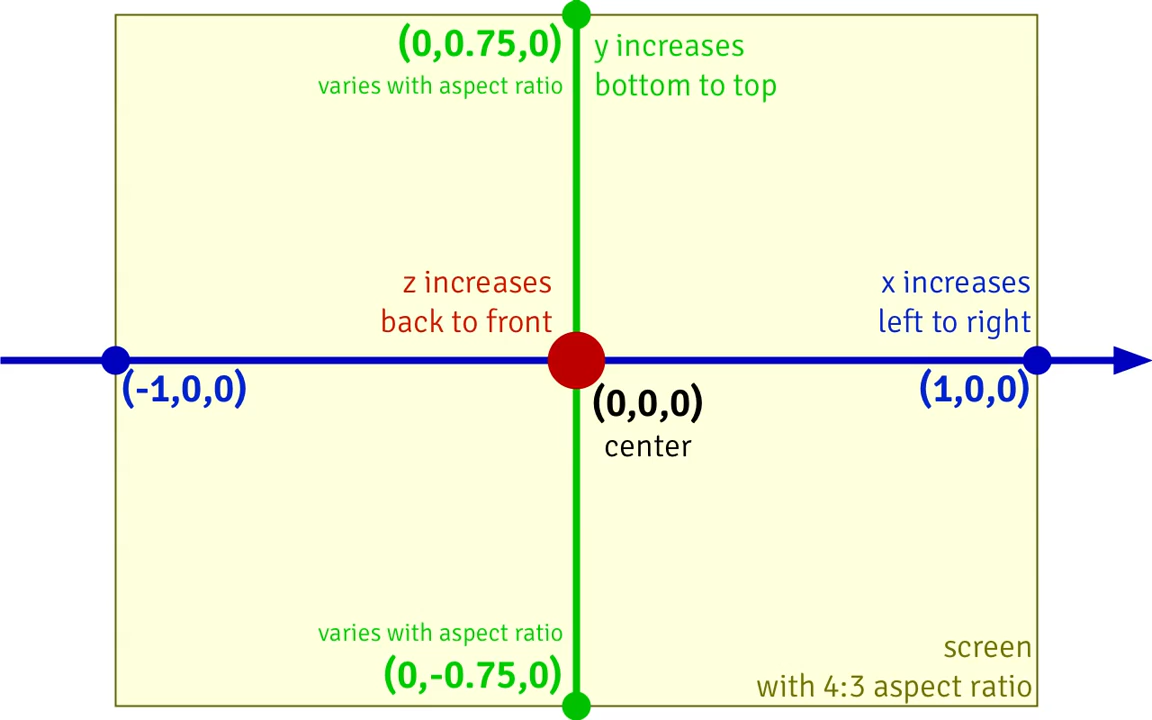 (0,0.75,0)
varies with aspect ratio
y increases
bottom to top
z increases
back to front
x increases
left to right
(-1,0,0)
(0,0,0)
center
(1,0,0)
varies with aspect ratio
(0,-0.75,0)
screen
with 4:3 aspect ratio